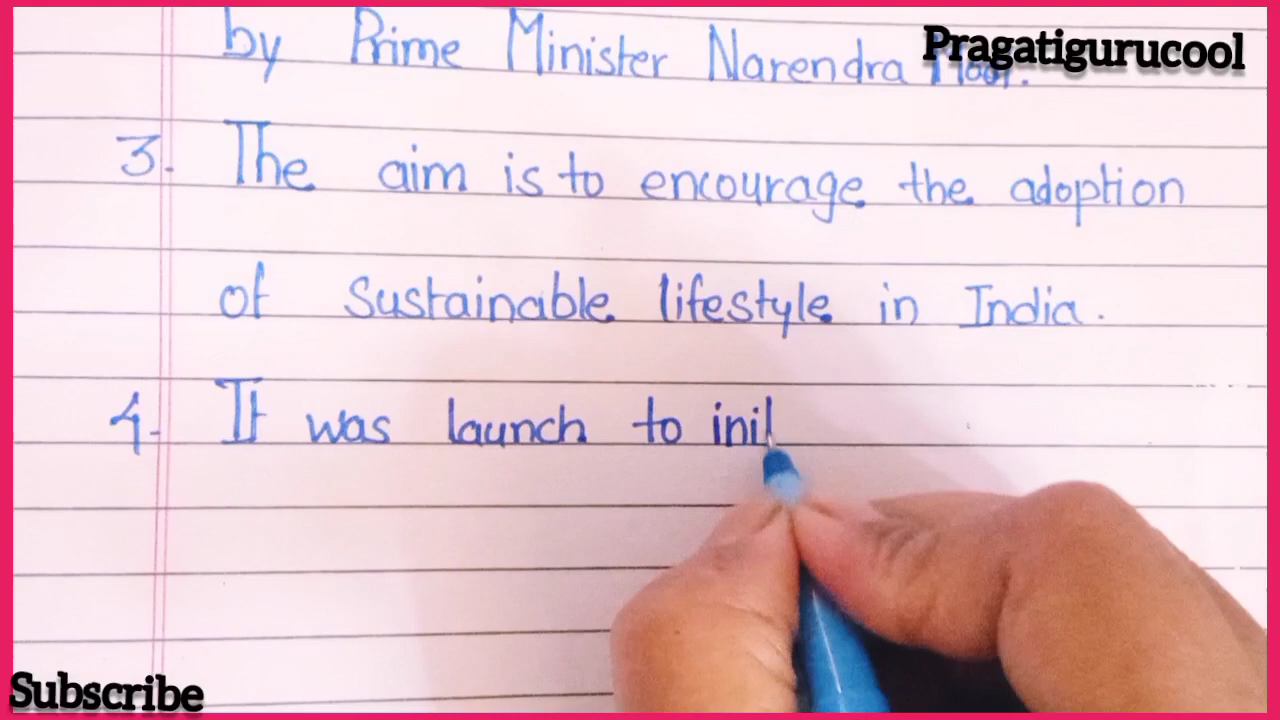 Pragatigurucool
by Prime Minister Narendra
3. The aim is to encourage the adoption
of sustainable lifestyle in India.
4. It was launch to
Subscribe